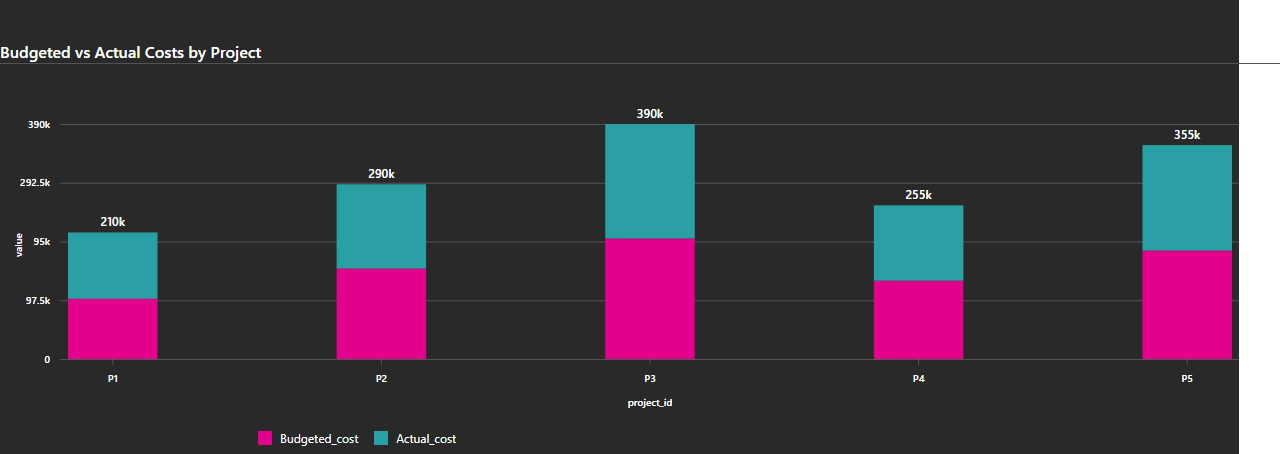 Budgeted vs Actual Costs by Project
390k
390k
355k
290k
292.5k
255k
210k
95k
value
97.5k
0
P1 P2 P3 P4 P5
project_id
Budgeted_cost Actual_cost